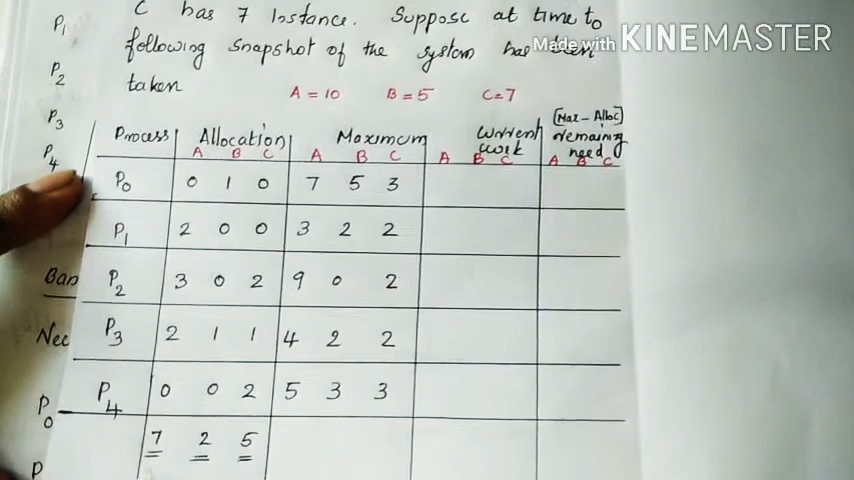 C has 7 Instance. Suppose at time to
following snapshot of the system has been
taken A = 10 B = 5 C = 7
Made with KINEMASTER
P1
P2
P3
P4
Ban
Nec
P0
P
Process Allocation Maximum current work [Max - Alloc] remaining need
A B C A B C A B C A B C
P0 0 1 0 7 5 3
P1 2 0 0 3 2 2
P2 3 0 2 9 0 2
P3 2 1 1 4 2 2
P4 0 0 2 5 3 3
7 2 5